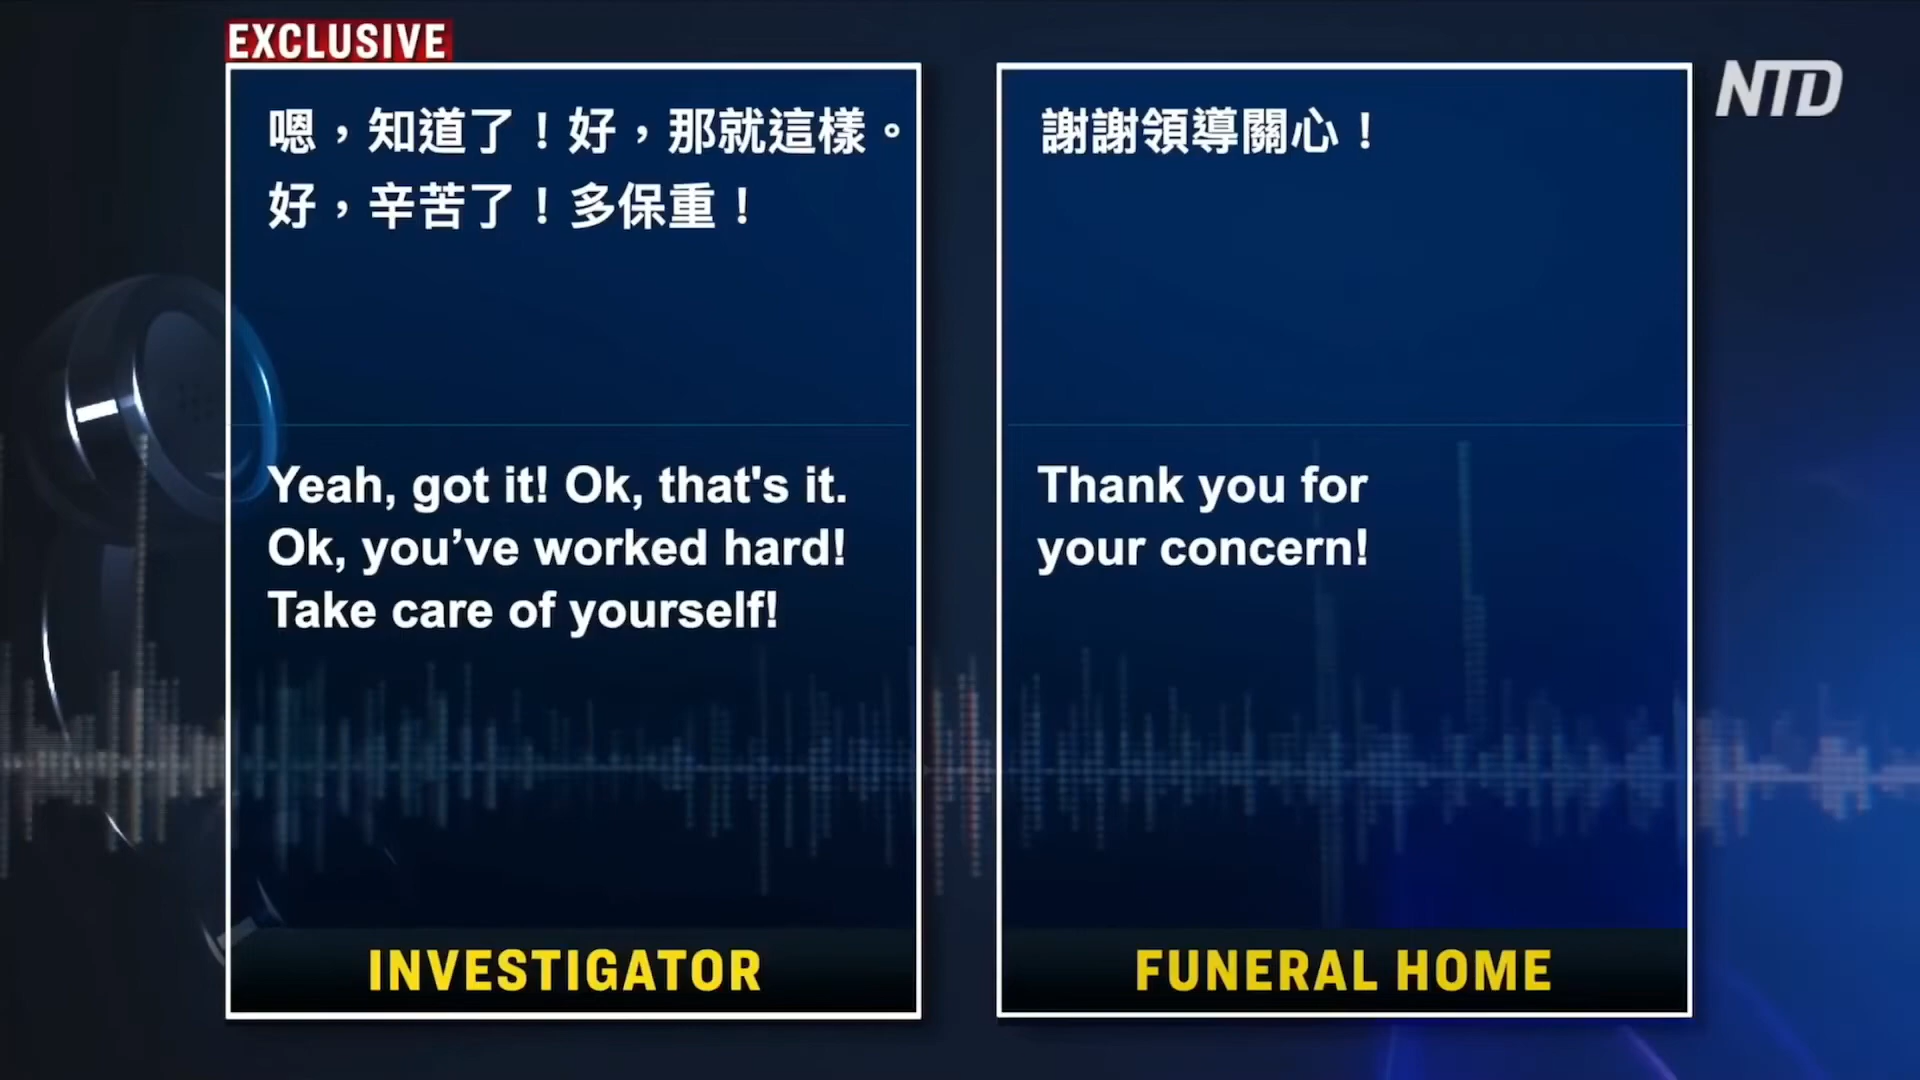 EXCLUSIVE
NTD
嗯，知道了！好，那就這樣。
好，辛苦了！多保重！
Yeah, got it! Ok, that's it.
Ok, you’ve worked hard!
Take care of yourself!
INVESTIGATOR
謝謝領導關心！
Thank you for
your concern!
FUNERAL HOME